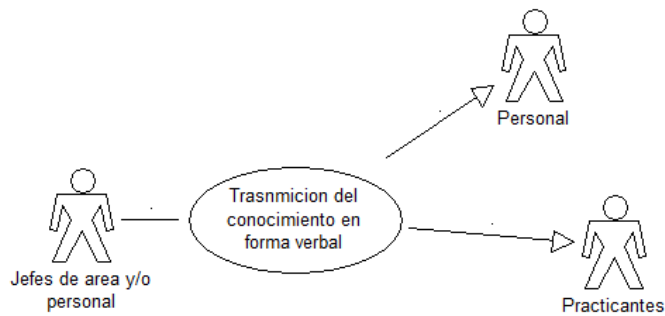 Personal
Trasnmicion del
conocimiento en
forma verbal
Jefes de area y/o
personal
Practicantes